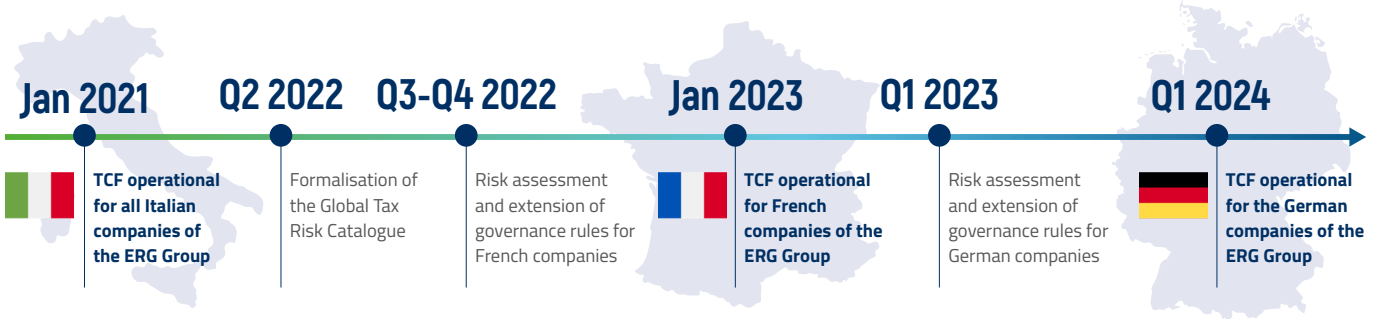 Jan 2021
TCF operational
for all Italian
companies of
the ERG Group
Q2 2022
Formalisation of
the Global Tax
Risk Catalogue
Q3-Q4 2022
Risk assessment
and extension of
governance rules for
French companies
Jan 2023
TCF operational
for French
companies of the
ERG Group
Q1 2023
Risk assessment
and extension of
governance rules for
German companies
Q1 2024
TCF operational
for the German
companies of the
ERG Group